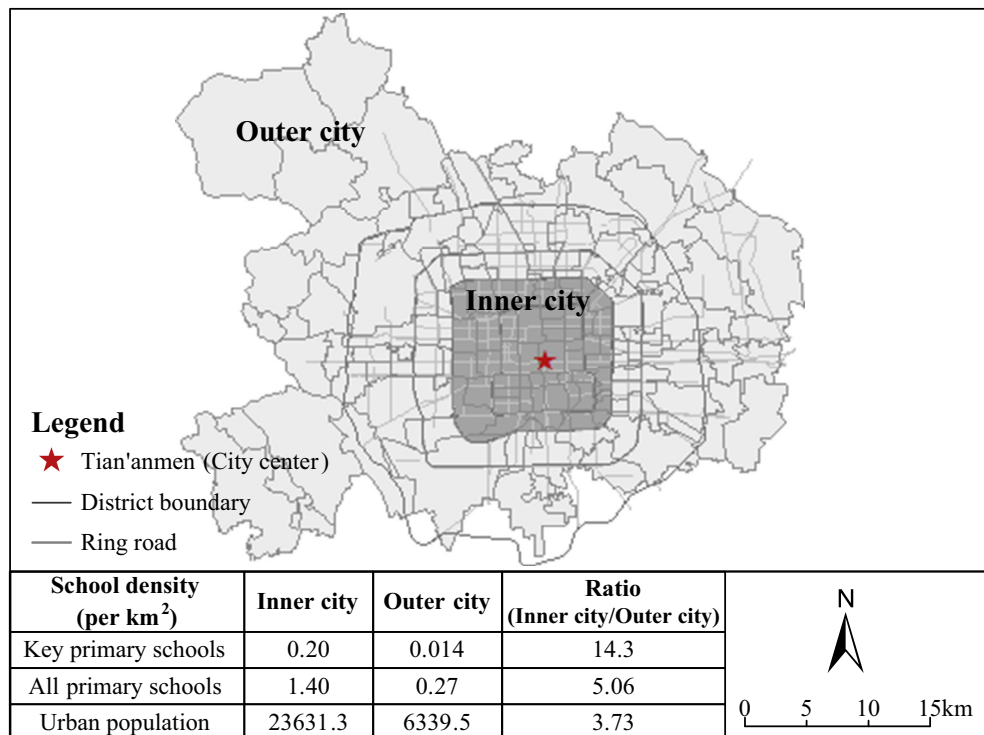 Outer city
Inner city
Legend
Tian'anmen (City center)
District boundary
Ring road
School density
(per km²)
Inner city
Outer city
Ratio
(Inner city/Outer city)
Key primary schools
0.20
0.014
14.3
All primary schools
1.40
0.27
5.06
Urban population
23631.3
6339.5
3.73
N
0 5 10 15km